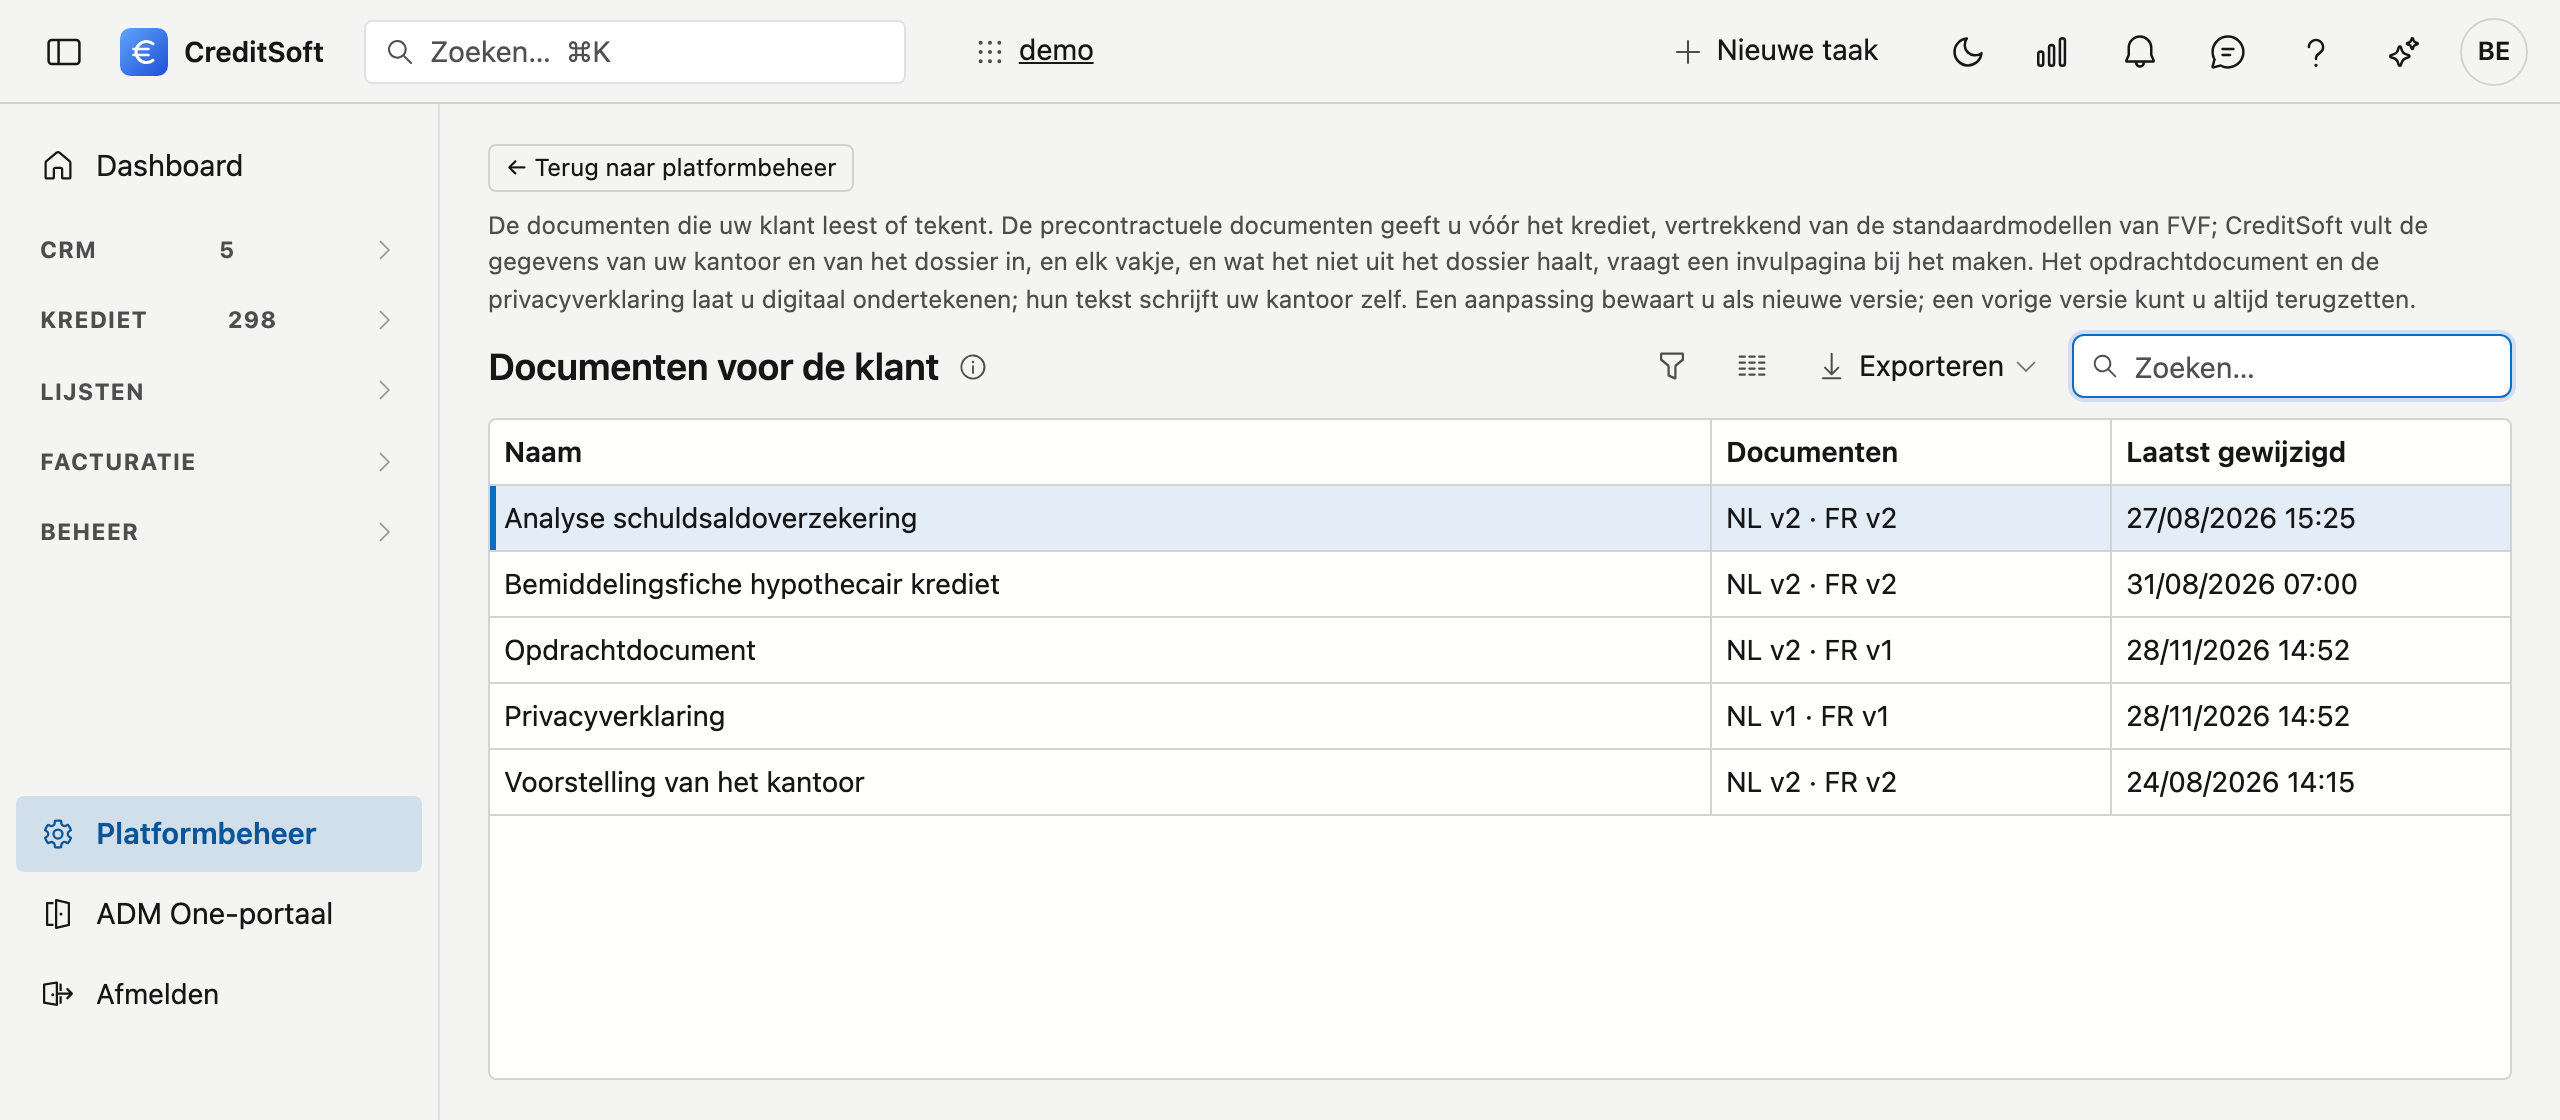 CreditSoft
Zoeken... ⌘K
demo
Nieuwe taak
BE
Dashboard
CRM 5
KREDIET 298
LIJSTEN
FACTURATIE
BEHEER
Platformbeheer
ADM One-portaal
Afmelden
← Terug naar platformbeheer
De documenten die uw klant leest of tekent. De precontractuele documenten geeft u vóór het krediet, vertrekkend van de standaardmodellen van FVF; CreditSoft vult de
gegevens van uw kantoor en van het dossier in, en elk vakje, en wat het niet uit het dossier haalt, vraagt een invulpagina bij het maken. Het opdrachtdocument en de
privacyverklaring laat u digitaal ondertekenen; hun tekst schrijft uw kantoor zelf. Een aanpassing bewaart u als nieuwe versie; een vorige versie kunt u altijd terugzetten.
Documenten voor de klant
Exporteren
Zoeken...
Naam Documenten Laatst gewijzigd
Analyse schuldsaldoverzekering NL v2 · FR v2 27/08/2026 15:25
Bemiddelingsfiche hypothecair krediet NL v2 · FR v2 31/08/2026 07:00
Opdrachtdocument NL v2 · FR v1 28/11/2026 14:52
Privacyverklaring NL v1 · FR v1 28/11/2026 14:52
Voorstelling van het kantoor NL v2 · FR v2 24/08/2026 14:15